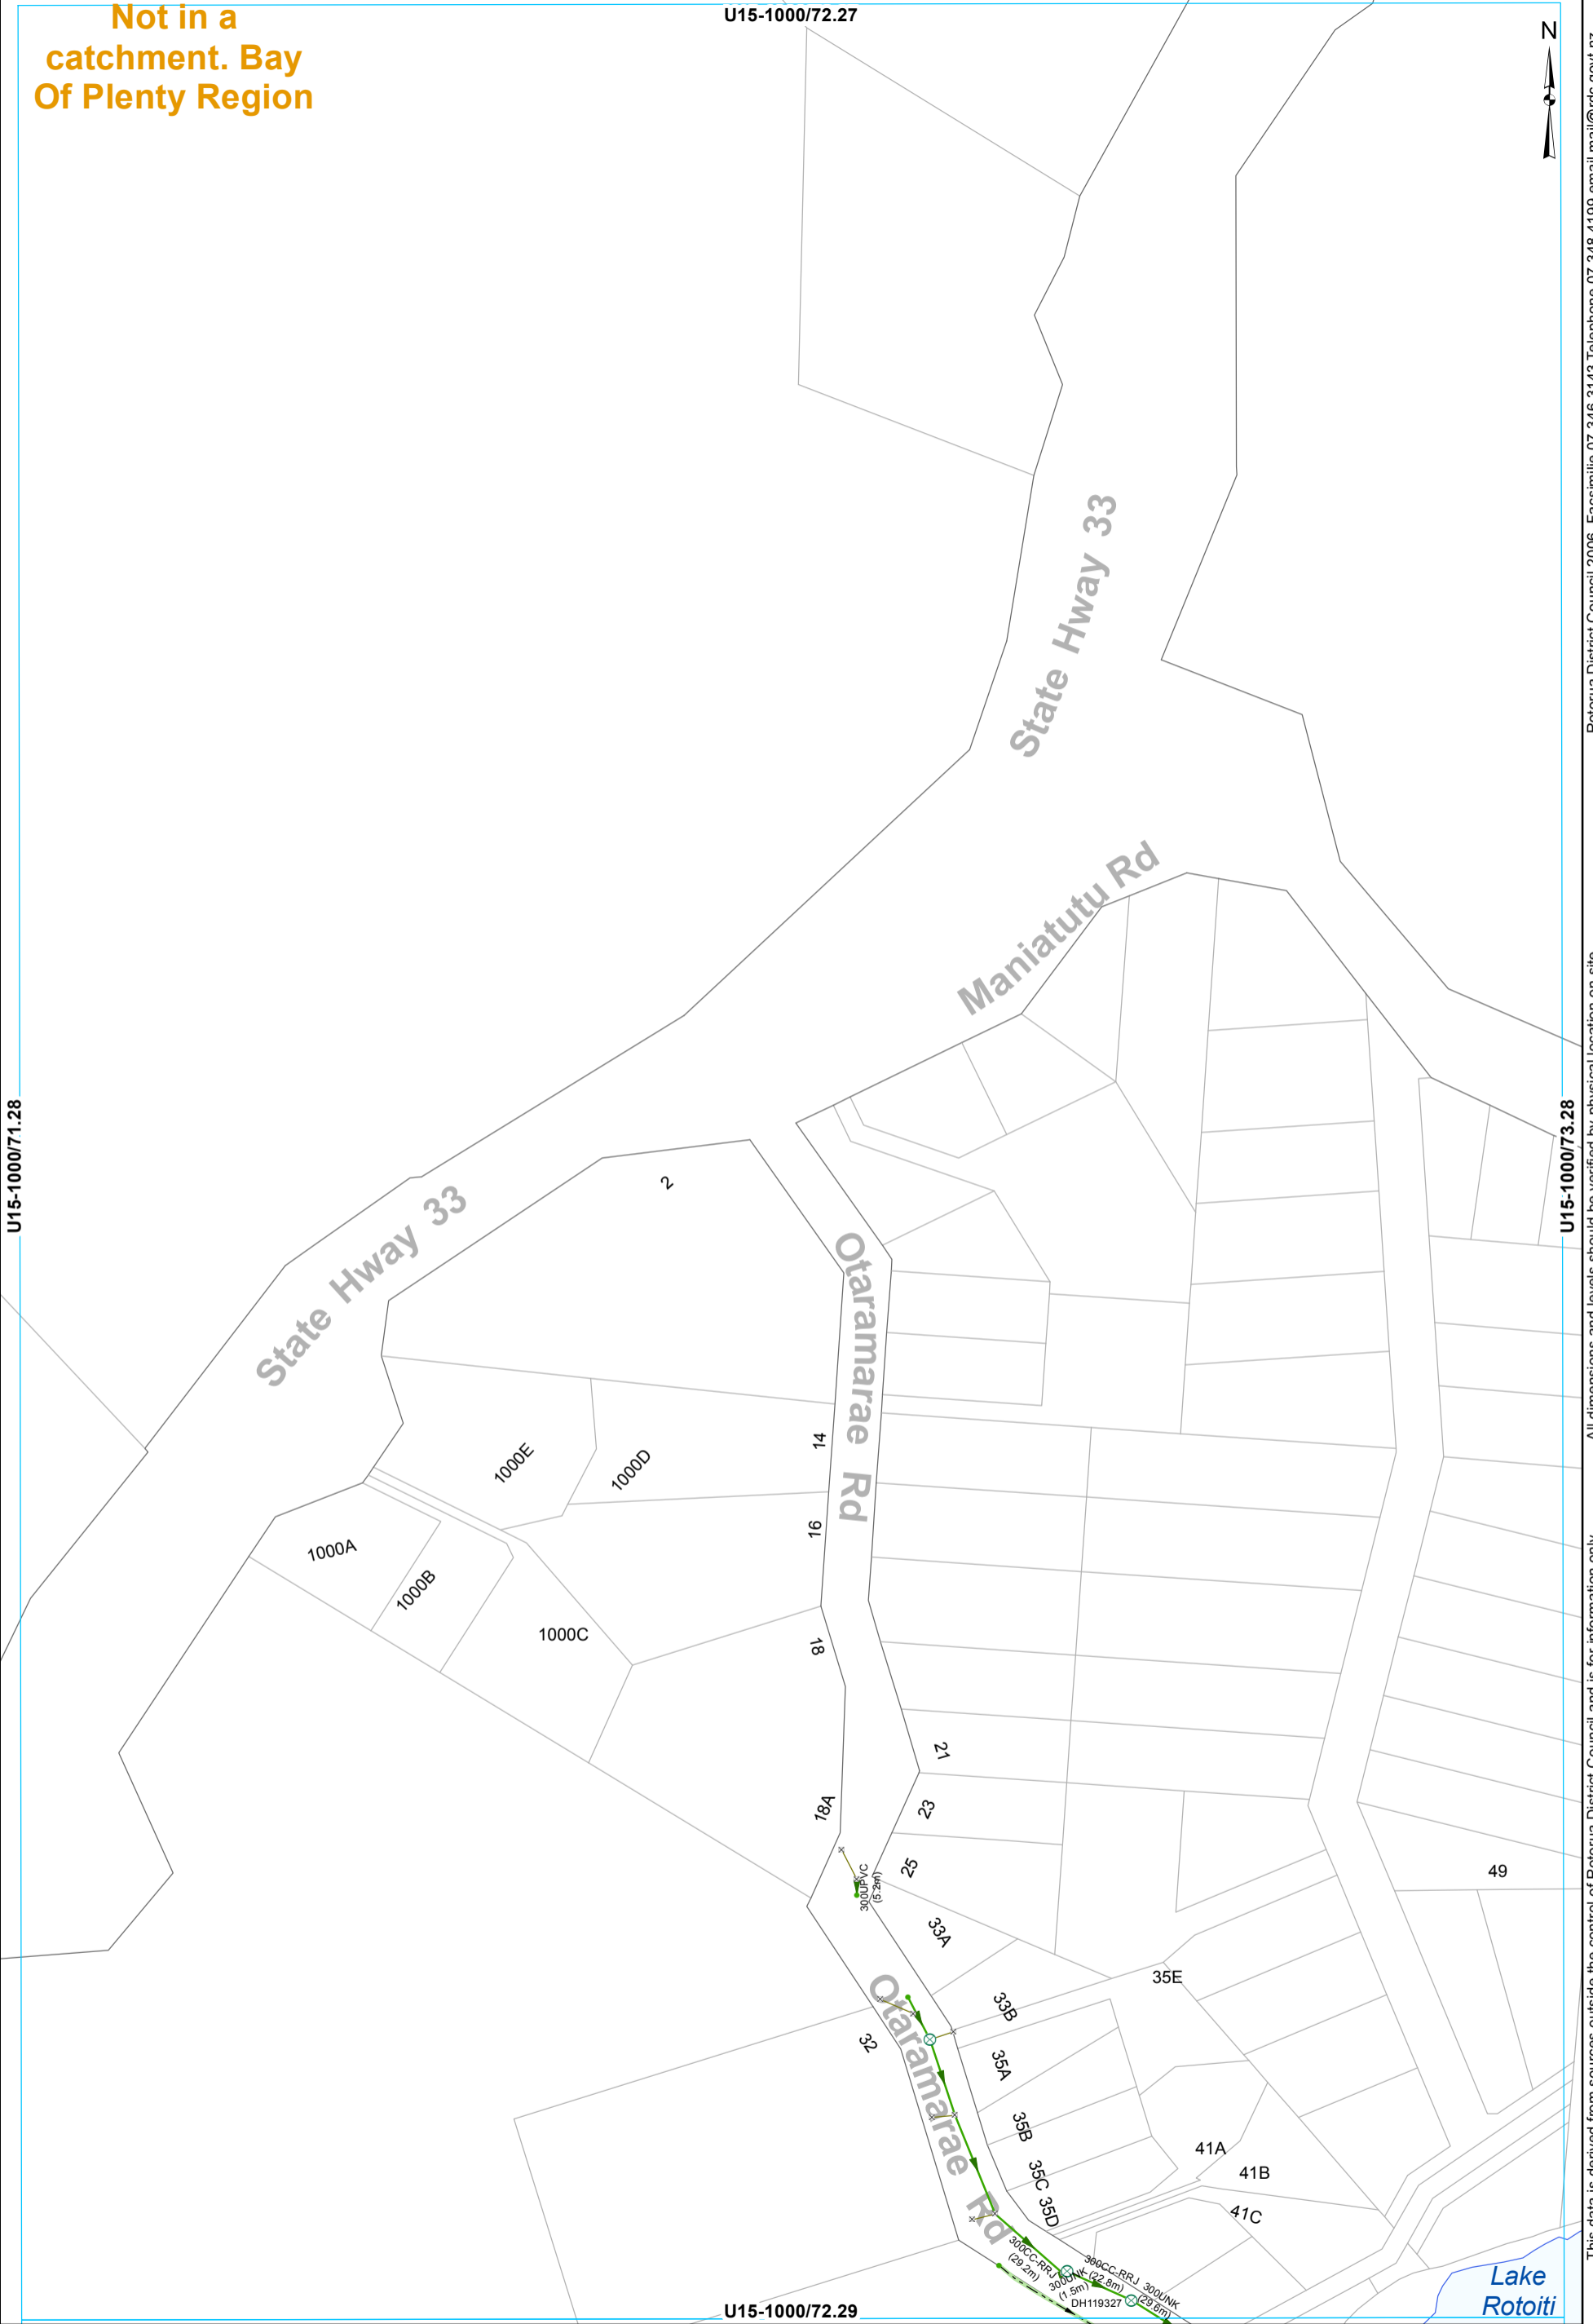 Not in a
catchment. Bay
Of Plenty Region
U15-1000/72.27
N
State Hway 33
Maniatutu Rd
U15-1000/71.28
U15-1000/73.28
2
State Hway 33
Otaramarae Rd
14
1000E
1000D
16
1000A
1000B
1000C
18
21
18A
23
25
300UPVC
(5.2m)
49
33A
35E
33B
32
Otaramarae Rd
35A
35B
41A
35C
41B
35D
41C
300CC-RRJ
(29.2m)
300UNK
(1.5m)
300CC-RRJ
(22.8m)
300UNK
(29.6m)
DH119327
Lake
Rotoiti
U15-1000/72.29